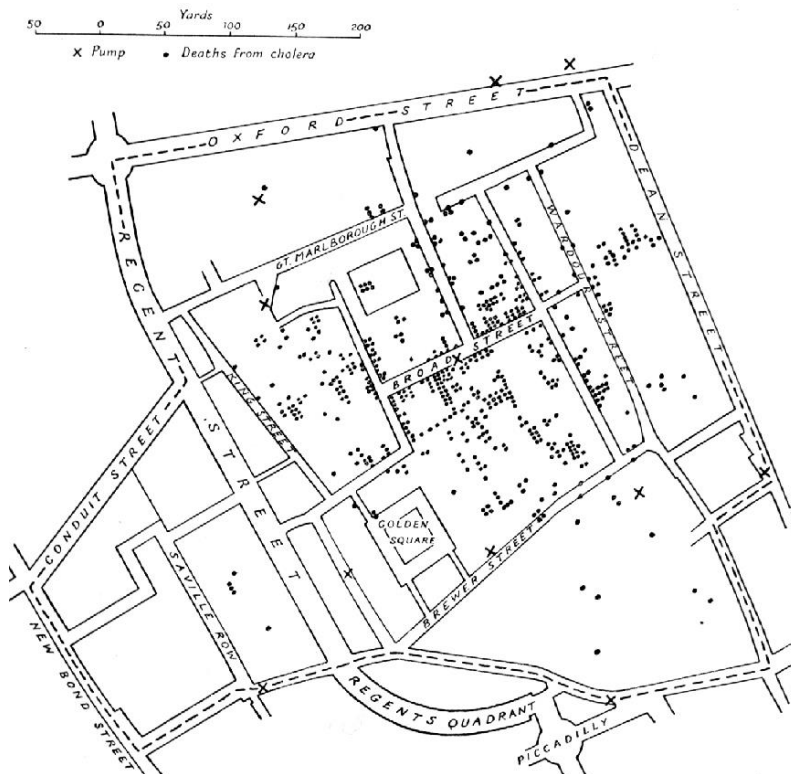 Yards
50 0 50 100 150 200
x Pump • Deaths from cholera
OXFORD STREET
REGENT STREET
GT. MARLBOROUGH ST.
WARDOUR STREET
DEAN STREET
BROAD STREET
KING STREET
CONDUIT STREET
GOLDEN
SQUARE
BREWER STREET
SAVILLE ROW
NEW BOND STREET
REGENTS QUADRANT
PICCADILLY